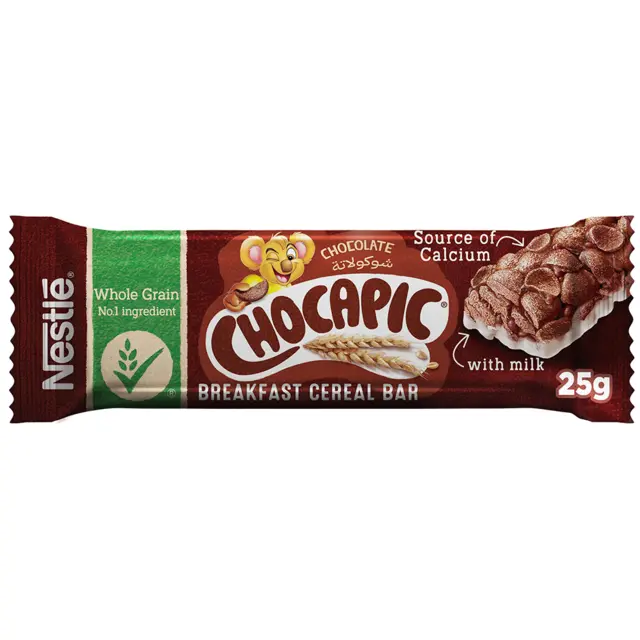 Nestlé®
Whole Grain
No.1 ingredient
®
CHOCOLATE
شوكولاتة
CHOCAPIC®
BREAKFAST CEREAL BAR
Source of
Calcium
with milk
25g